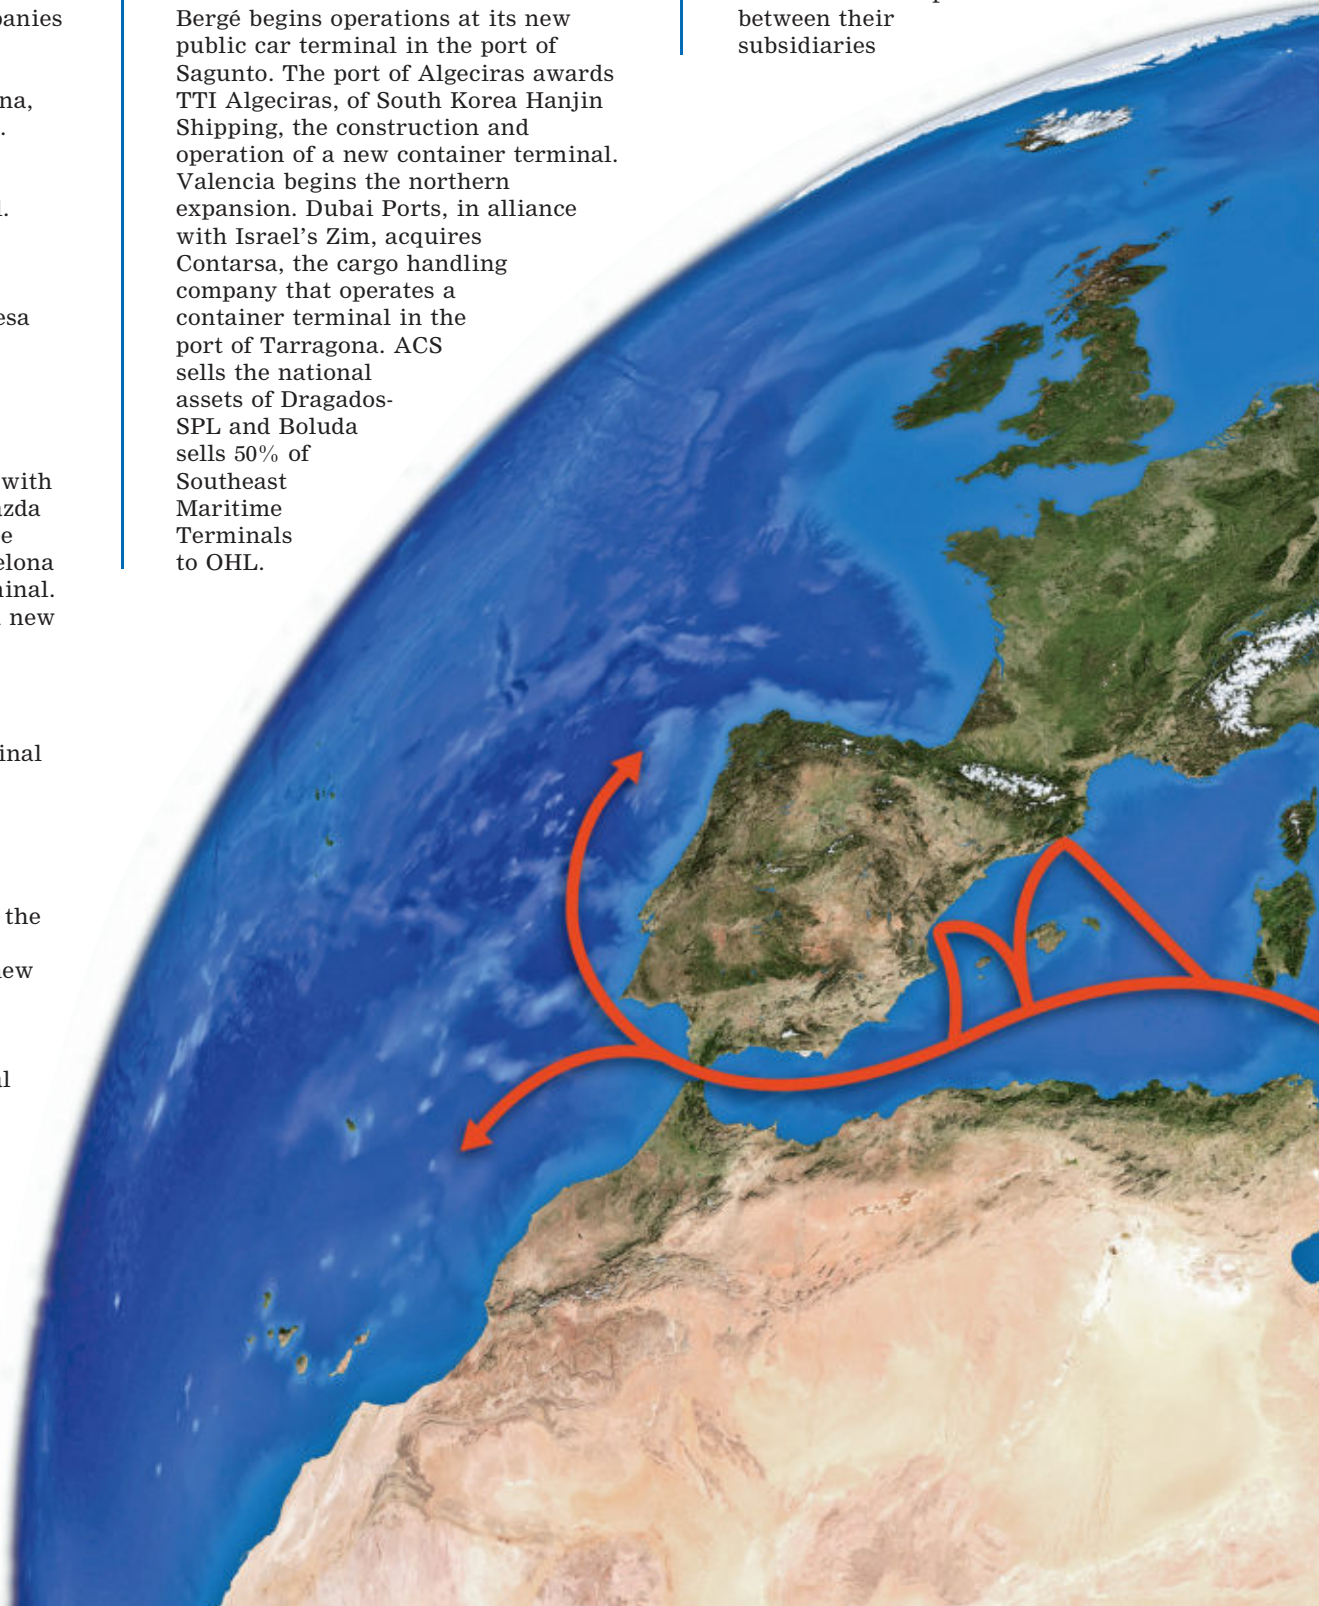 na,
.
with
e
new
the
Bergé begins operations at its new
public car terminal in the port of
Sagunto. The port of Algeciras awards
TTI Algeciras, of South Korea Hanjin
Shipping, the construction and
operation of a new container terminal.
Valencia begins the northern
expansion. Dubai Ports, in alliance
with Israel's Zim, acquires
Contarsa, the cargo handling
company that operates a
container terminal in the
port of Tarragona. ACS
sells the national
assets of Dragados-
SPL and Boluda
sells 50% of
Southeast
Maritime
Terminals
to OHL.
between their
subsidiaries